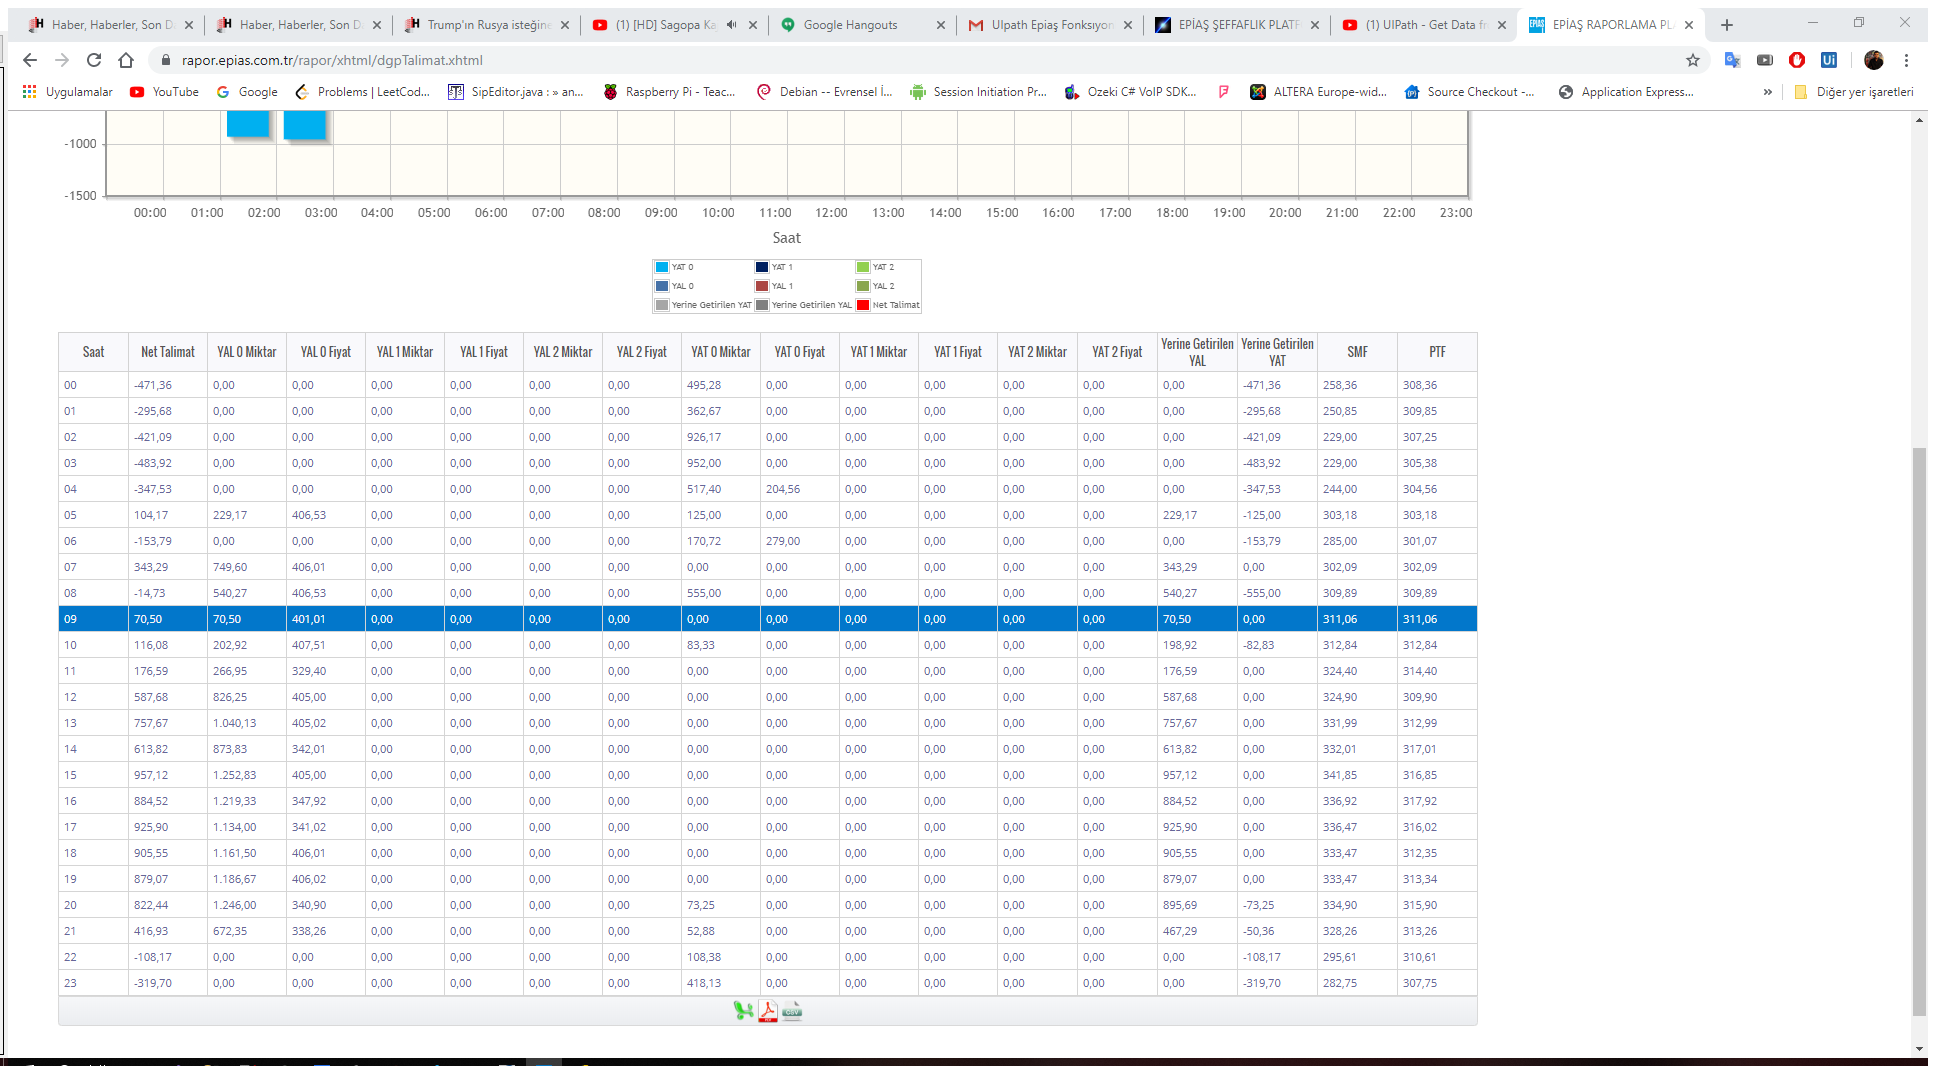 Haber, Haberler, Son D
Haber, Haberler, Son D
Trump'ın Rusya isteğine
(1) [HD] Sagopa Ka
Google Hangouts
UIpath Epiaş Fonksiyon
EPİAŞ ŞEFFAFLIK PLATF
(1) UIPath - Get Data fr
EPİAŞ RAPORLAMA PL
rapor.epias.com.tr/rapor/xhtml/dgpTalimat.xhtml
Uygulamalar YouTube Google Problems | LeetCod... SipEditor.java : » an... Raspberry Pi - Teac... Debian -- Evrensel İ... Session Initiation Pr... Ozeki C# VoIP SDK... ALTERA Europe-wid... Source Checkout -... Application Express... » Diğer yer işaretleri
-1000
-1500
00:00 01:00 02:00 03:00 04:00 05:00 06:00 07:00 08:00 09:00 10:00 11:00 12:00 13:00 14:00 15:00 16:00 17:00 18:00 19:00 20:00 21:00 22:00 23:00
Saat
YAT 0 YAT 1 YAT 2
YAL 0 YAL 1 YAL 2
Yerine Getirilen YAT Yerine Getirilen YAL Net Talimat
Saat Net Talimat YAL 0 Miktar YAL 0 Fiyat YAL 1 Miktar YAL 1 Fiyat YAL 2 Miktar YAL 2 Fiyat YAT 0 Miktar YAT 0 Fiyat YAT 1 Miktar YAT 1 Fiyat YAT 2 Miktar YAT 2 Fiyat Yerine Getirilen YAL Yerine Getirilen YAT SMF PTF
00 -471,36 0,00 0,00 0,00 0,00 0,00 0,00 495,28 0,00 0,00 0,00 0,00 0,00 0,00 -471,36 258,36 308,36
01 -295,68 0,00 0,00 0,00 0,00 0,00 0,00 362,67 0,00 0,00 0,00 0,00 0,00 0,00 -295,68 250,85 309,85
02 -421,09 0,00 0,00 0,00 0,00 0,00 0,00 926,17 0,00 0,00 0,00 0,00 0,00 0,00 -421,09 229,00 307,25
03 -483,92 0,00 0,00 0,00 0,00 0,00 0,00 952,00 0,00 0,00 0,00 0,00 0,00 0,00 -483,92 229,00 305,38
04 -347,53 0,00 0,00 0,00 0,00 0,00 0,00 517,40 204,56 0,00 0,00 0,00 0,00 0,00 -347,53 244,00 304,56
05 104,17 229,17 406,53 0,00 0,00 0,00 0,00 125,00 0,00 0,00 0,00 0,00 0,00 229,17 -125,00 303,18 303,18
06 -153,79 0,00 0,00 0,00 0,00 0,00 0,00 170,72 279,00 0,00 0,00 0,00 0,00 0,00 -153,79 285,00 301,07
07 343,29 749,60 406,01 0,00 0,00 0,00 0,00 0,00 0,00 0,00 0,00 0,00 0,00 343,29 0,00 302,09 302,09
08 -14,73 540,27 406,53 0,00 0,00 0,00 0,00 555,00 0,00 0,00 0,00 0,00 0,00 540,27 -555,00 309,89 309,89
09 70,50 70,50 401,01 0,00 0,00 0,00 0,00 0,00 0,00 0,00 0,00 0,00 0,00 70,50 0,00 311,06 311,06
10 116,08 202,92 407,51 0,00 0,00 0,00 0,00 83,33 0,00 0,00 0,00 0,00 0,00 198,92 -82,83 312,84 312,84
11 176,59 266,95 329,40 0,00 0,00 0,00 0,00 0,00 0,00 0,00 0,00 0,00 0,00 176,59 0,00 324,40 314,40
12 587,68 826,25 405,00 0,00 0,00 0,00 0,00 0,00 0,00 0,00 0,00 0,00 0,00 587,68 0,00 324,90 309,90
13 757,67 1.040,13 405,02 0,00 0,00 0,00 0,00 0,00 0,00 0,00 0,00 0,00 0,00 757,67 0,00 331,99 312,99
14 613,82 873,83 342,01 0,00 0,00 0,00 0,00 0,00 0,00 0,00 0,00 0,00 0,00 613,82 0,00 332,01 317,01
15 957,12 1.252,83 405,00 0,00 0,00 0,00 0,00 0,00 0,00 0,00 0,00 0,00 0,00 957,12 0,00 341,85 316,85
16 884,52 1.219,33 347,92 0,00 0,00 0,00 0,00 0,00 0,00 0,00 0,00 0,00 0,00 884,52 0,00 336,92 317,92
17 925,90 1.134,00 341,02 0,00 0,00 0,00 0,00 0,00 0,00 0,00 0,00 0,00 0,00 925,90 0,00 336,47 316,02
18 905,55 1.161,50 406,01 0,00 0,00 0,00 0,00 0,00 0,00 0,00 0,00 0,00 0,00 905,55 0,00 333,47 312,35
19 879,07 1.186,67 406,02 0,00 0,00 0,00 0,00 0,00 0,00 0,00 0,00 0,00 0,00 879,07 0,00 333,47 313,34
20 822,44 1.246,00 340,90 0,00 0,00 0,00 0,00 73,25 0,00 0,00 0,00 0,00 0,00 895,69 -73,25 334,90 315,90
21 416,93 672,35 338,26 0,00 0,00 0,00 0,00 52,88 0,00 0,00 0,00 0,00 0,00 467,29 -50,36 328,26 313,26
22 -108,17 0,00 0,00 0,00 0,00 0,00 0,00 108,38 0,00 0,00 0,00 0,00 0,00 0,00 -108,17 295,61 310,61
23 -319,70 0,00 0,00 0,00 0,00 0,00 0,00 418,13 0,00 0,00 0,00 0,00 0,00 0,00 -319,70 282,75 307,75